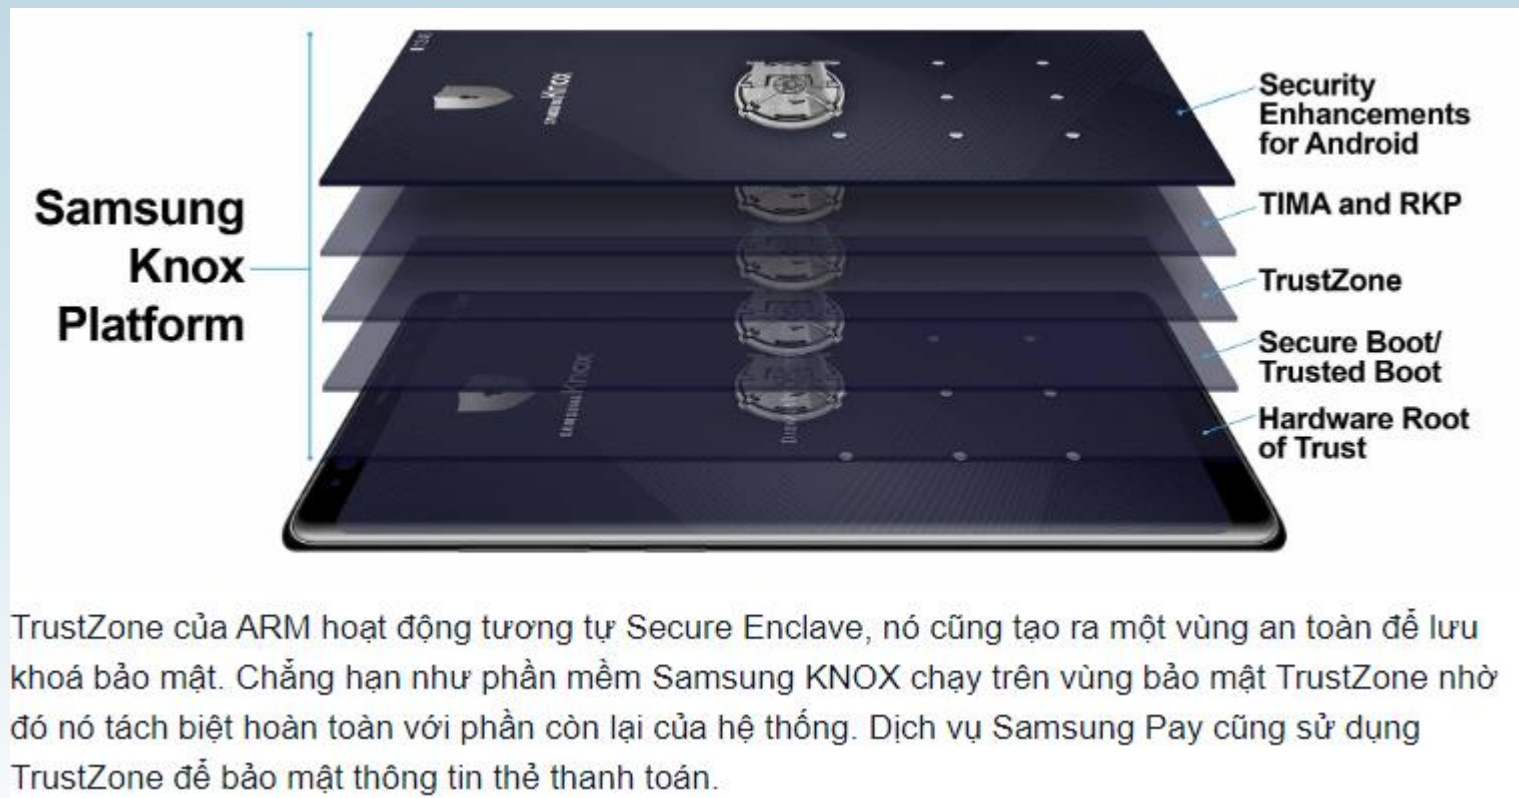 Samsung
Knox
Platform
SAMSUNG Knox
SAMSUNG Knox
Security
Enhancements
for Android
TIMA and RKP
TrustZone
Secure Boot/
Trusted Boot
Hardware Root
of Trust
TrustZone của ARM hoạt động tương tự Secure Enclave, nó cũng tạo ra một vùng an toàn để lưu
khoá bảo mật. Chẳng hạn như phần mềm Samsung KNOX chạy trên vùng bảo mật TrustZone nhờ
đó nó tách biệt hoàn toàn với phần còn lại của hệ thống. Dịch vụ Samsung Pay cũng sử dụng
TrustZone để bảo mật thông tin thẻ thanh toán.